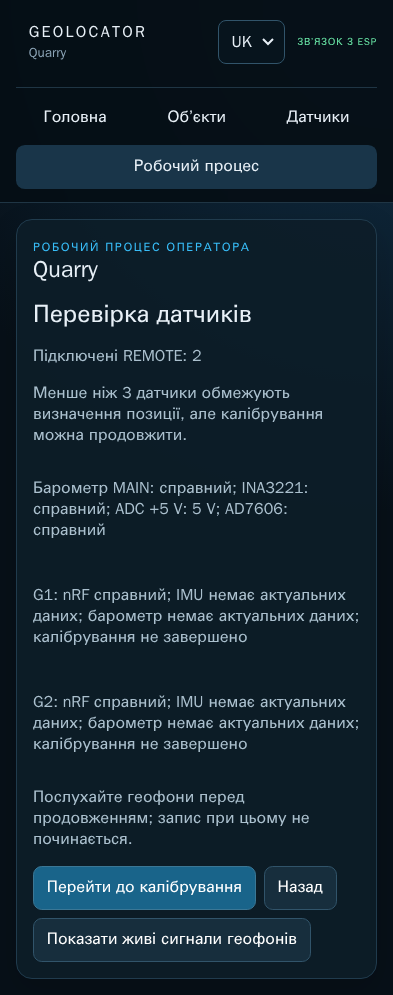 GEOLOCATOR
Quarry
UK
ЗВ'ЯЗОК З ESP
Головна
Об'єкти
Датчики
Робочий процес
РОБОЧИЙ ПРОЦЕС ОПЕРАТОРА
Quarry
Перевірка датчиків
Підключені REMOTE: 2
Менше ніж 3 датчики обмежують
визначення позиції, але калібрування
можна продовжити.
Барометр MAIN: справний; INA3221:
справний; ADC +5 V: 5 V; AD7606:
справний
G1: nRF справний; IMU немає актуальних
даних; барометр немає актуальних даних;
калібрування не завершено
G2: nRF справний; IMU немає актуальних
даних; барометр немає актуальних даних;
калібрування не завершено
Послухайте геофони перед
продовженням; запис при цьому не
починається.
Перейти до калібрування
Назад
Показати живі сигнали геофонів